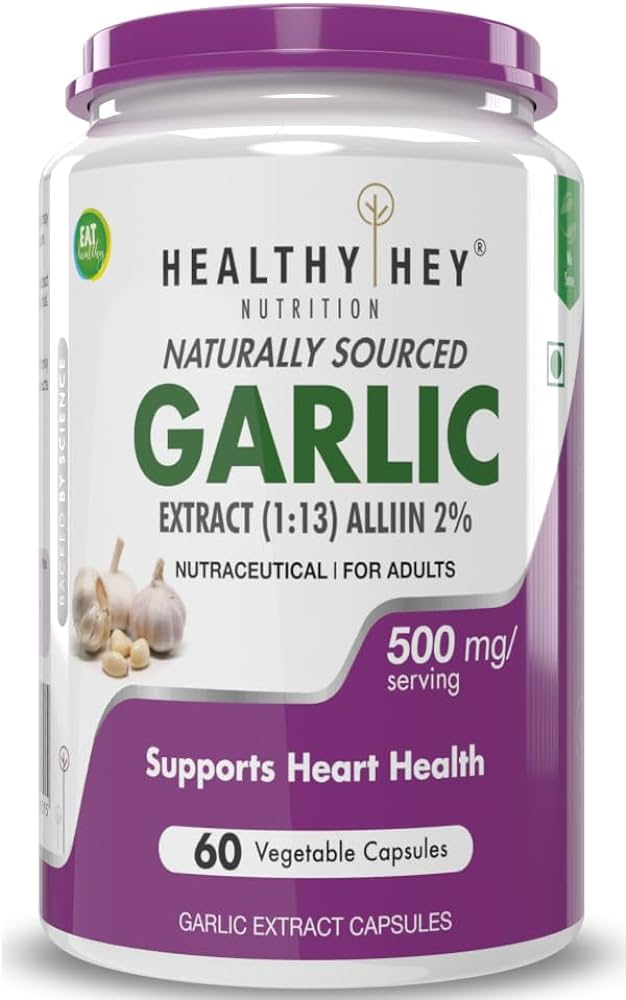 EAT
healthy
HEALTHY HEY®
NUTRITION
NATURALLY SOURCED
GARLIC
EXTRACT (1:13) ALLIIN 2%
NUTRACEUTICAL | FOR ADULTS
BACKED BY SCIENCE
500 mg/
serving
Supports Heart Health
60 Vegetable Capsules
GARLIC EXTRACT CAPSULES